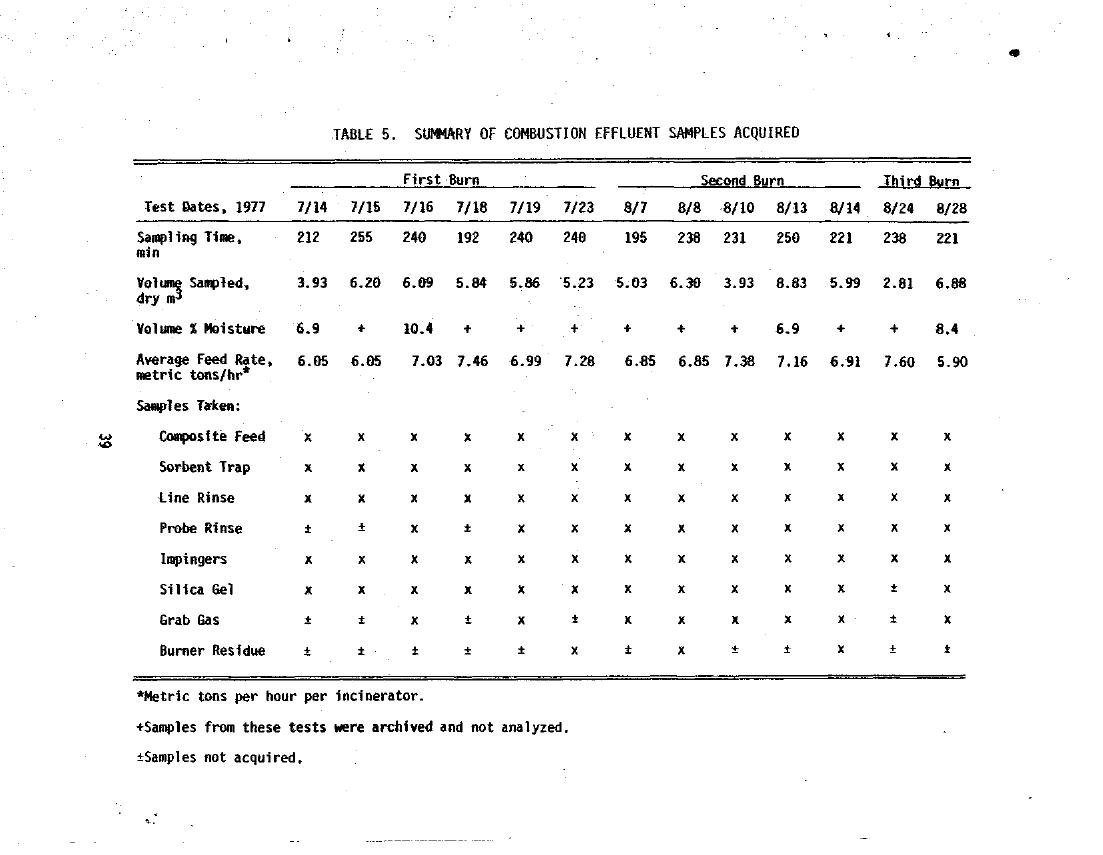 TABLE 5. SUMMARY OF COMBUSTION EFFLUENT SAMPLES ACQUIRED
First Burn Second Burn Third Burn
Test Dates, 1977 7/14 7/15 7/16 7/18 7/19 7/23 8/7 8/8 8/10 8/13 8/14 8/24 8/28
Sampling Time, 212 255 240 192 240 240 195 238 231 250 221 238 221
min
Volume Sampled, 3.93 6.20 6.09 5.84 5.86 5.23 5.03 6.30 3.93 8.83 5.99 2.81 6.88
dry m³
Volume % Moisture 6.9 + 10.4 + + + + + + 6.9 + + 8.4
Average Feed Rate, 6.05 6.05 7.03 7.46 6.99 7.28 6.85 6.85 7.38 7.16 6.91 7.60 5.90
metric tons/hr*
Samples Taken:
Composite Feed x x x x x x x x x x x x x
Sorbent Trap x x x x x x x x x x x x x
Line Rinse x x x x x x x x x x x x x
Probe Rinse ± ± x ± x x x x x x x x x
Impingers x x x x x x x x x x x x x
Silica Gel x x x x x x x x x x x ± x
Grab Gas ± ± x ± x ± x x x x x ± x
Burner Residue ± ± ± ± ± x ± x ± ± x ± ±
*Metric tons per hour per incinerator.
+Samples from these tests were archived and not analyzed.
±Samples not acquired.
39